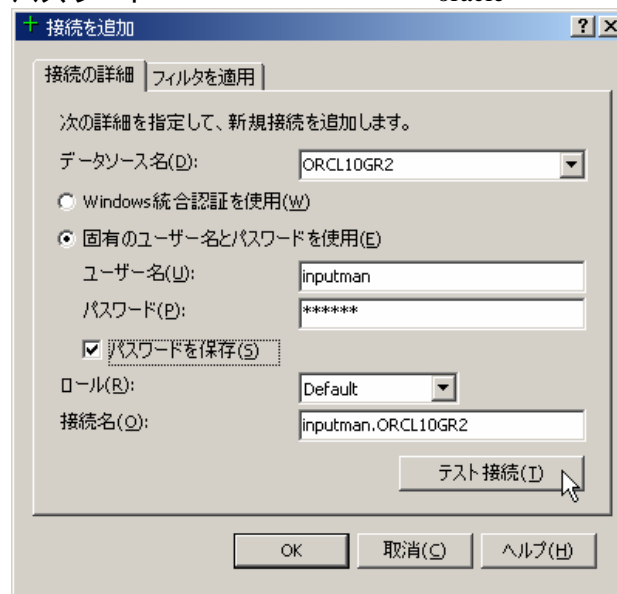 接続を追加
接続の詳細 フィルタを適用
次の詳細を指定して、新規接続を追加します。
データソース名(D): ORCL10GR2
Windows統合認証を使用(W)
固有のユーザー名とパスワードを使用(E)
ユーザー名(U): inputman
パスワード(P): ******
パスワードを保存(S)
ロール(R): Default
接続名(O): inputman.ORCL10GR2
テスト接続(T)
OK 取消(C) ヘルプ(H)